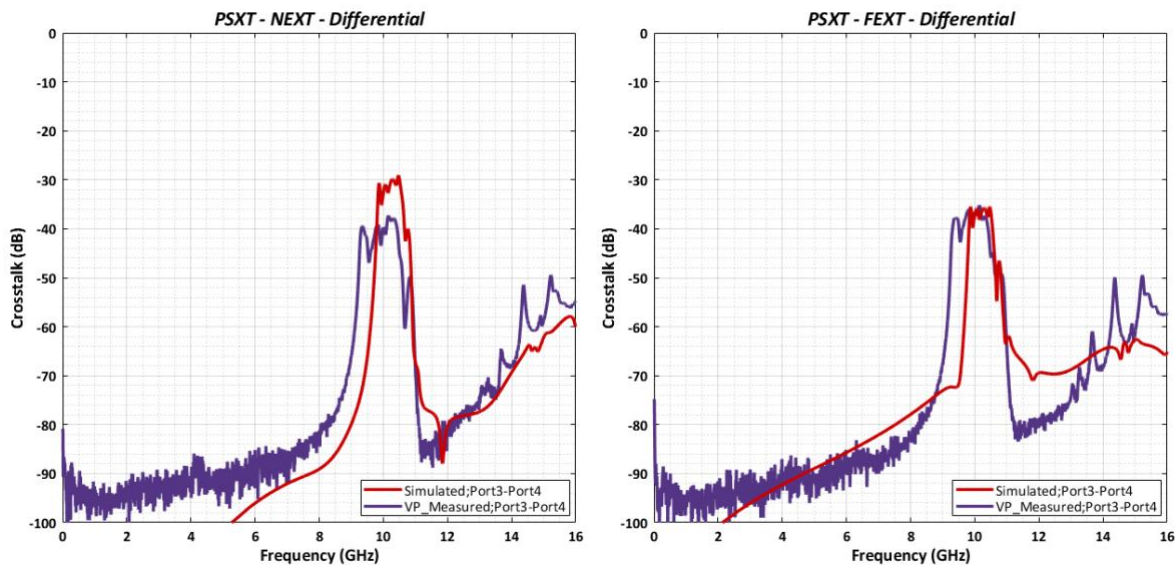 PSXT - NEXT - Differential
0
-10
-20
-30
-40
-50
-60
-70
-80
-90
-100
Crosstalk (dB)
0 2 4 6 8 10 12 14 16
Frequency (GHz)
Simulated;Port3-Port4
VP_Measured;Port3-Port4
PSXT - FEXT - Differential
0
-10
-20
-30
-40
-50
-60
-70
-80
-90
-100
Crosstalk (dB)
0 2 4 6 8 10 12 14 16
Frequency (GHz)
Simulated;Port3-Port4
VP_Measured;Port3-Port4